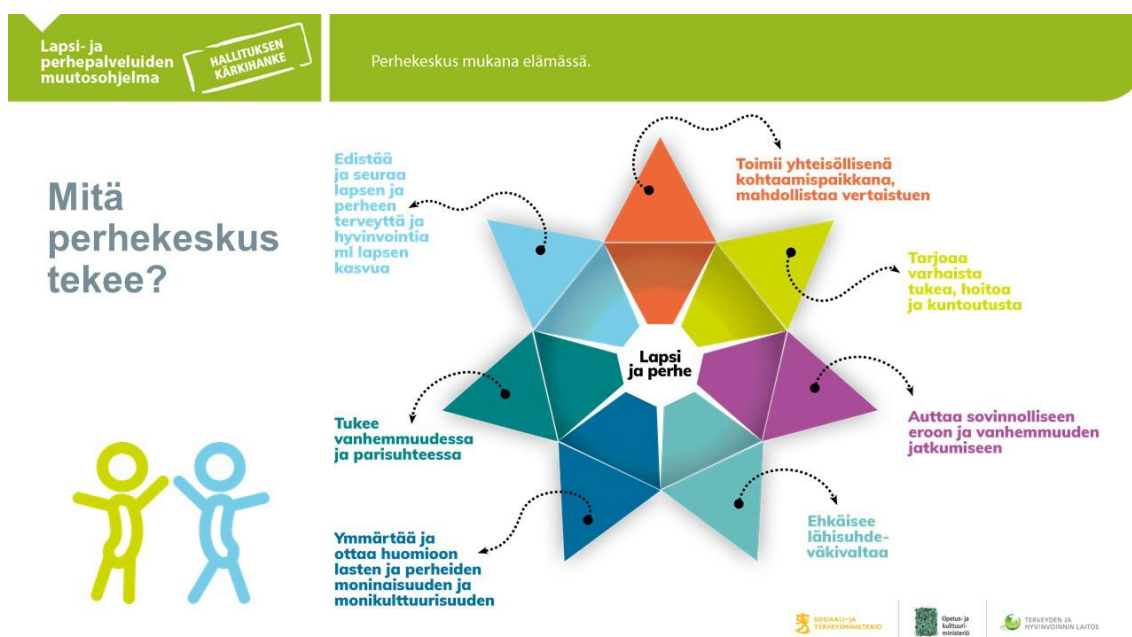 Lapsi- ja
perhepalveluiden
muutosohjelma
HALLITUKSEN
KÄRKIHANKE
Perhekeskus mukana elämässä.
Mitä
perhekeskus
tekee?
Edistää
ja seuraa
lapsen ja
perheen
terveyttä ja
hyvinvointia
ml lapsen
kasvua
Toimii yhteisöllisenä
kohtaamispaikkana,
mahdollistaa vertaistuen
Tarjoaa
varhaista
tukea, hoitoa
ja kuntoutusta
Lapsi
ja perhe
Tukee
vanhemmuudessa
ja parisuhteessa
Auttaa sovinnolliseen
eroon ja vanhemmuuden
jatkumiseen
Ymmärtää ja
ottaa huomioon
lasten ja perheiden
moninaisuuden ja
monikulttuurisuuden
Ehkäisee
lähisuhde-
väkivaltaa
SOSIAALI- JA
TERVEYSMINISTERIÖ
Opetus- ja
kulttuuri-
ministeriö
TERVEYDEN JA
HYVINVOINNIN LAITOS